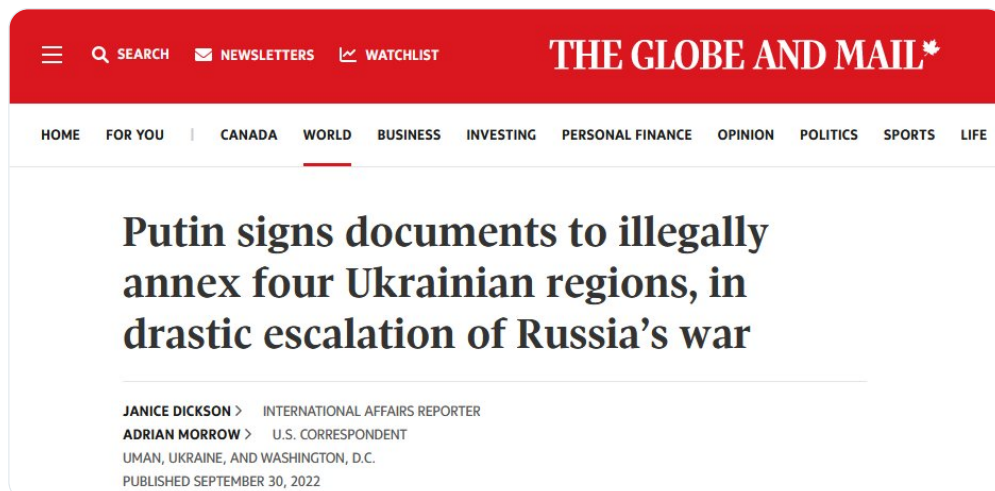 SEARCH NEWSLETTERS WATCHLIST THE GLOBE AND MAIL
HOME FOR YOU | CANADA WORLD BUSINESS INVESTING PERSONAL FINANCE OPINION POLITICS SPORTS LIFE
Putin signs documents to illegally
annex four Ukrainian regions, in
drastic escalation of Russia’s war
JANICE DICKSON > INTERNATIONAL AFFAIRS REPORTER
ADRIAN MORROW > U.S. CORRESPONDENT
UMAN, UKRAINE, AND WASHINGTON, D.C.
PUBLISHED SEPTEMBER 30, 2022